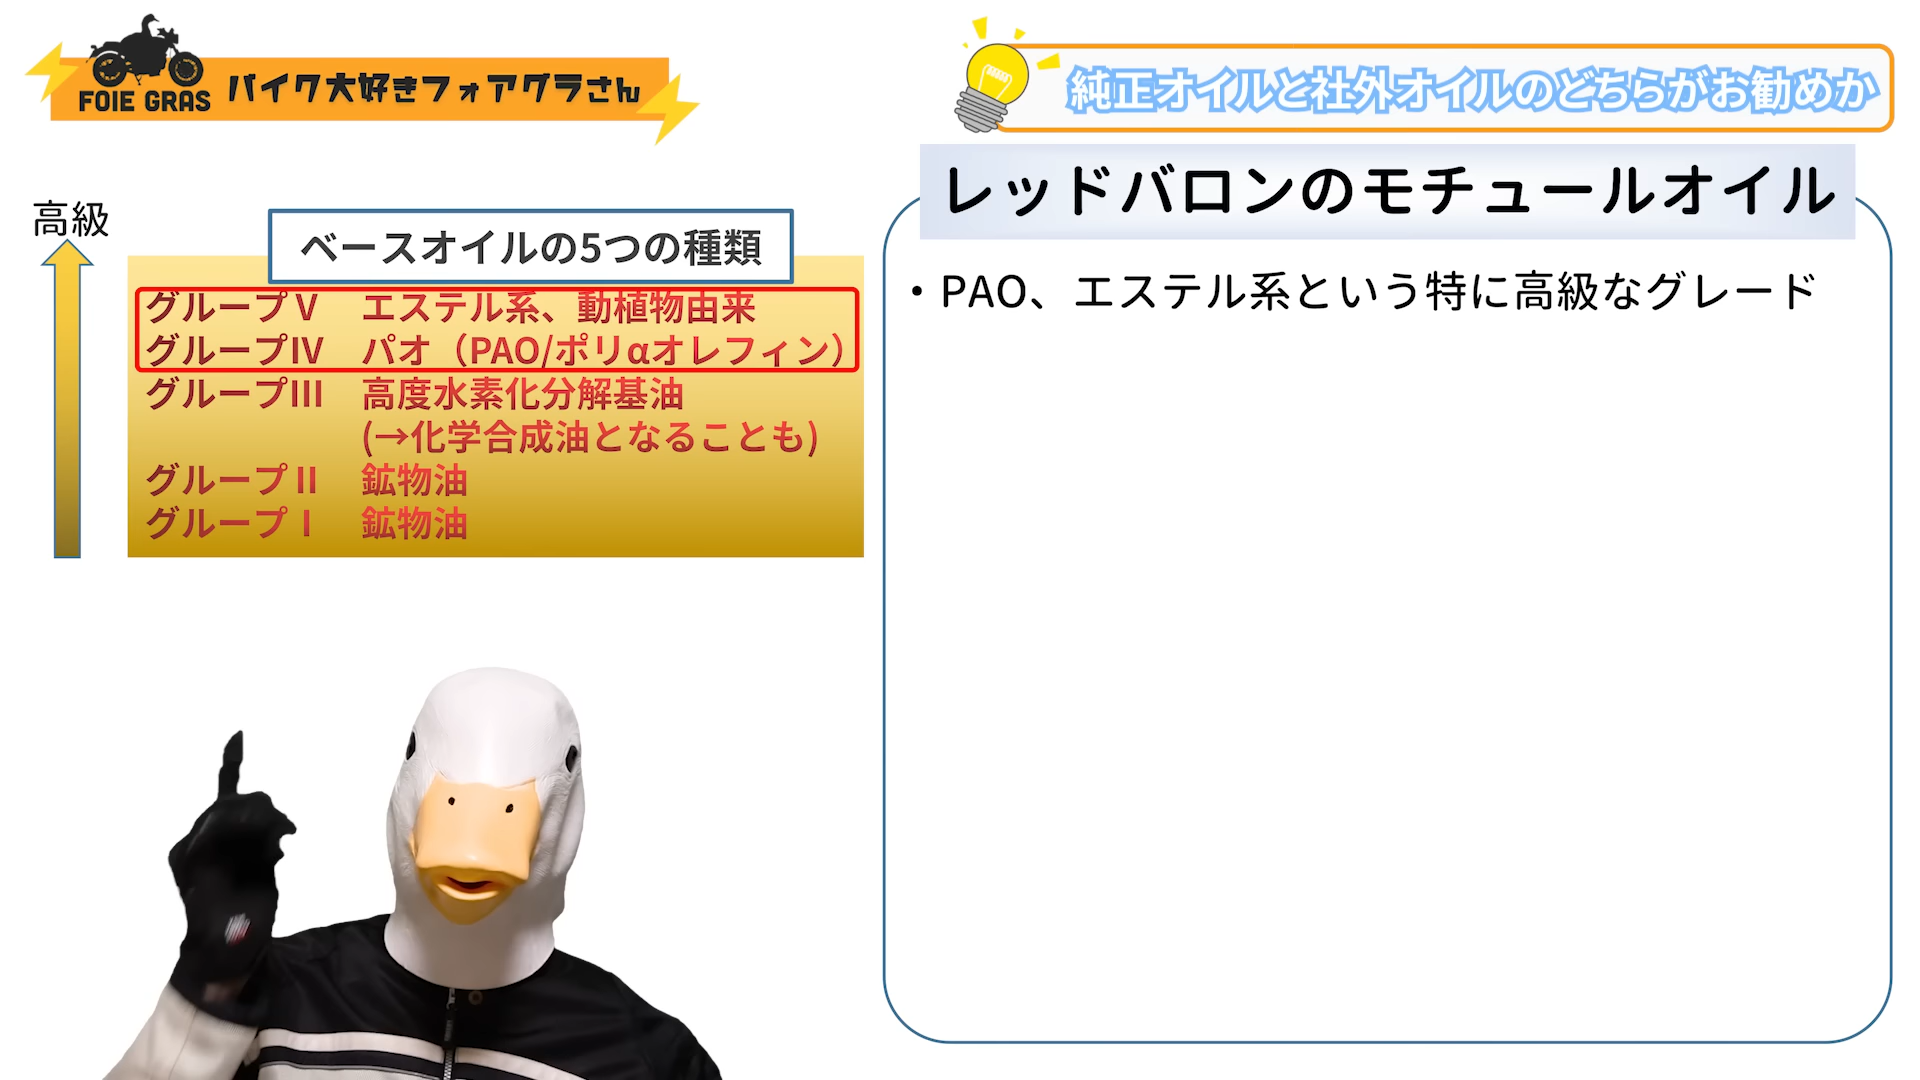 FOIE GRAS
バイク大好きフォアグラさん
純正オイルと社外オイルのどちらがお勧めか
高級
ベースオイルの5つの種類
グループⅤ エステル系、動植物由来
グループⅣ パオ（PAO/ポリαオレフィン）
グループⅢ 高度水素化分解基油
(→化学合成油となることも)
グループⅡ 鉱物油
グループⅠ 鉱物油
レッドバロンのモチュールオイル
・PAO、エステル系という特に高級なグレード